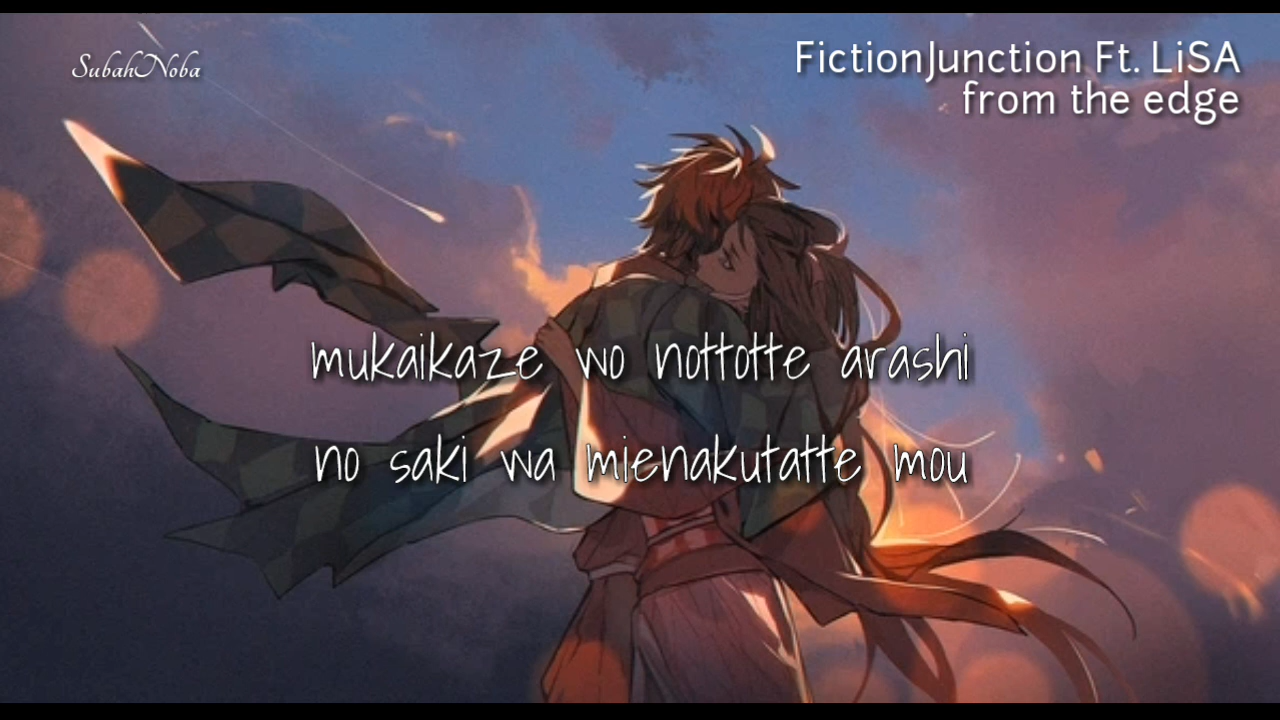 SubahNoba
FictionJunction Ft. LiSA
from the edge
mukaikaze wo nottotte arashi
no saki wa mienakutatte mou